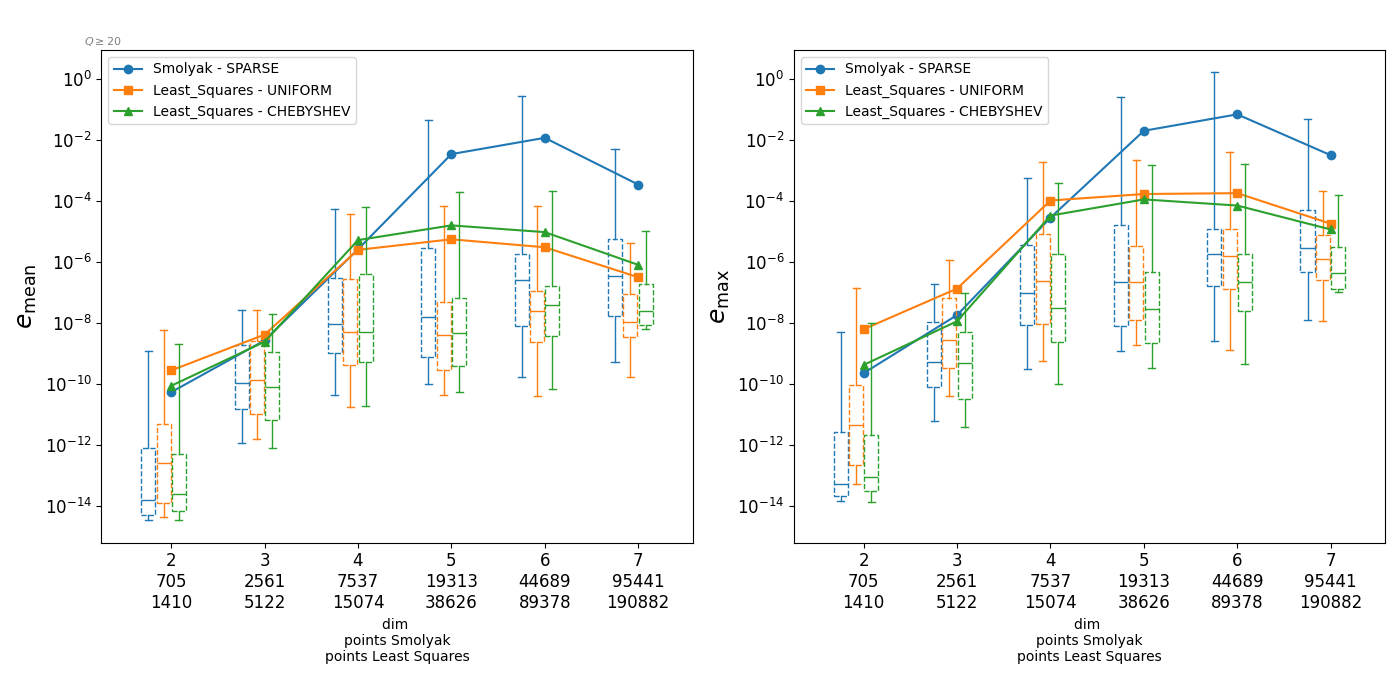 Q ≥ 20
Smolyak - SPARSE
Least_Squares - UNIFORM
Least_Squares - CHEBYSHEV
10⁰
10⁻²
10⁻⁴
10⁻⁶
10⁻⁸
10⁻¹⁰
10⁻¹²
10⁻¹⁴
e_mean
2 3 4 5 6 7
705 2561 7537 19313 44689 95441
1410 5122 15074 38626 89378 190882
dim
points Smolyak
points Least Squares
Smolyak - SPARSE
Least_Squares - UNIFORM
Least_Squares - CHEBYSHEV
10⁰
10⁻²
10⁻⁴
10⁻⁶
10⁻⁸
10⁻¹⁰
10⁻¹²
10⁻¹⁴
e_max
2 3 4 5 6 7
705 2561 7537 19313 44689 95441
1410 5122 15074 38626 89378 190882
dim
points Smolyak
points Least Squares